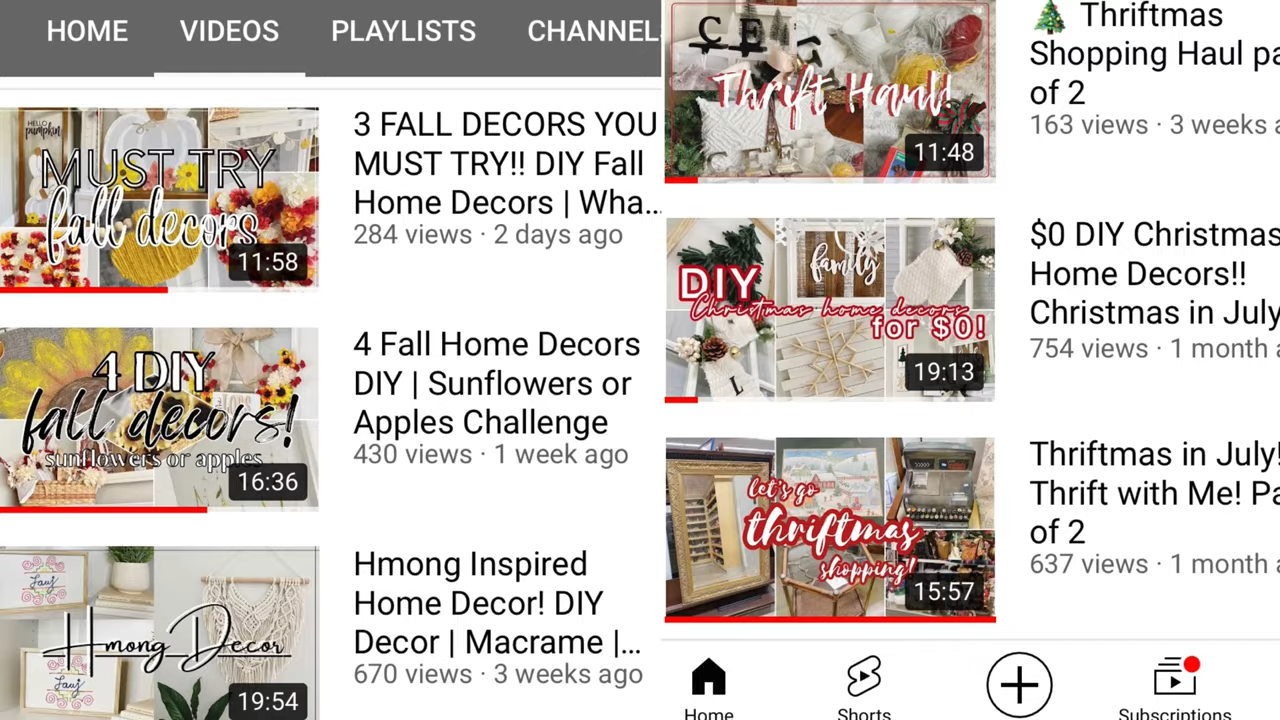 HOME VIDEOS PLAYLISTS CHANNELS
HELLO
pumpkin
MUST TRY
fall decors
11:58
3 FALL DECORS YOU
MUST TRY!! DIY Fall
Home Decors | Wha...
284 views · 2 days ago
4 DIY
fall decors!
sunflowers or apples
16:36
4 Fall Home Decors
DIY | Sunflowers or
Apples Challenge
430 views · 1 week ago
Hmong Decor
19:54
Hmong Inspired
Home Decor! DIY
Decor | Macrame |...
670 views · 3 weeks ago
Thrift Haul!
11:48
🎄 Thriftmas
Shopping Haul pa
of 2
163 views · 3 weeks a
family
DIY
Christmas home decors
for $0!
L
19:13
$0 DIY Christmas
Home Decors!!
Christmas in July
754 views · 1 month a
let's go
thriftmas
shopping!
15:57
Thriftmas in July!
Thrift with Me! Pa
of 2
637 views · 1 month a
Home Shorts Subscriptions